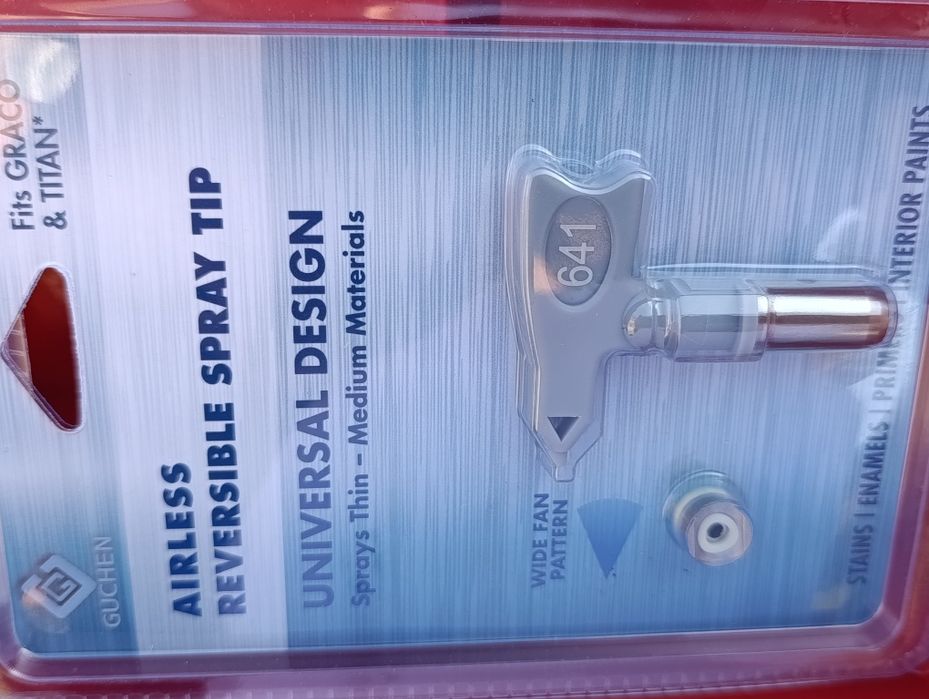 Fits GRACO
& TITAN*
GUCHEN
AIRLESS
REVERSIBLE SPRAY TIP
UNIVERSAL DESIGN
Sprays Thin – Medium Materials
641
WIDE FAN
PATTERN
STAINS | ENAMELS | PRIMER INTERIOR PAINTS